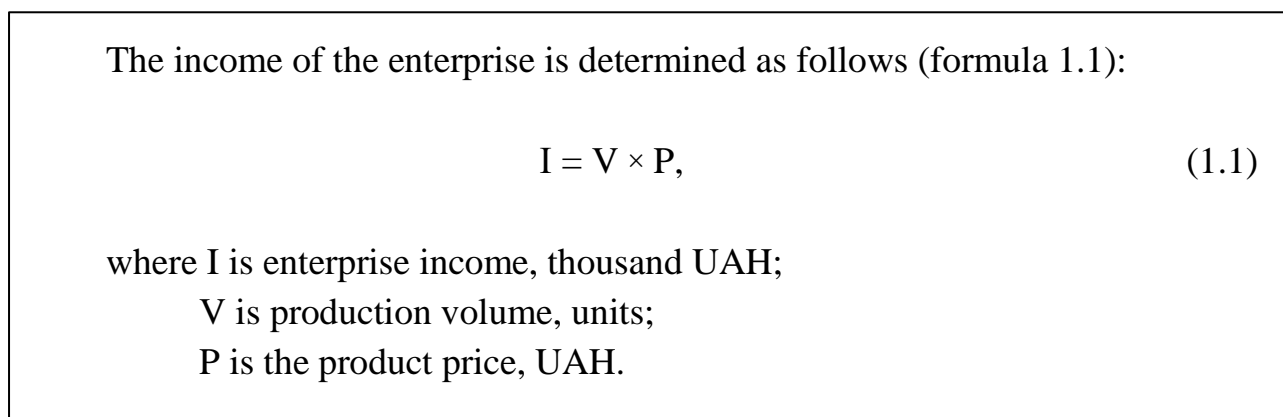 The income of the enterprise is determined as follows (formula 1.1):
I = V × P, (1.1)
where I is enterprise income, thousand UAH;
V is production volume, units;
P is the product price, UAH.